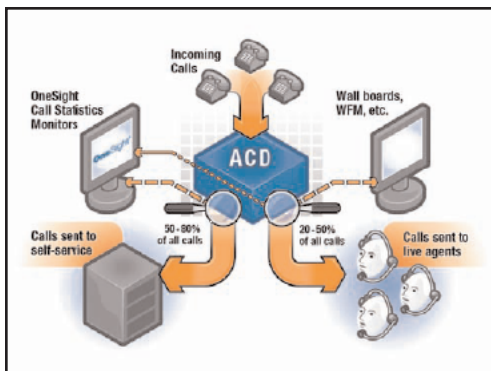 Incoming
Calls
OneSight
Call Statistics
Monitors
Wall boards,
WFM, etc.
OneSight
ACD
50-80%
of all calls
20-50%
of all calls
Calls sent to
self-service
Calls sent to
live agents